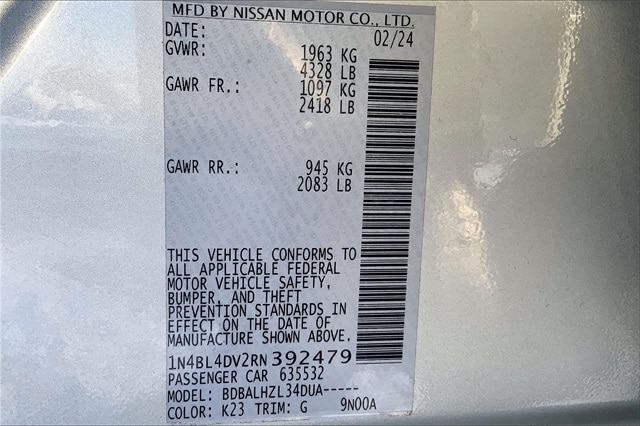 MFD BY NISSAN MOTOR CO., LTD.
DATE: 02/24
GVWR: 1963 KG
4328 LB
GAWR FR.: 1097 KG
2418 LB
GAWR RR.: 945 KG
2083 LB
THIS VEHICLE CONFORMS TO
ALL APPLICABLE FEDERAL
MOTOR VEHICLE SAFETY,
BUMPER, AND THEFT
PREVENTION STANDARDS IN
EFFECT ON THE DATE OF
MANUFACTURE SHOWN ABOVE.
1N4BL4DV2RN392479
PASSENGER CAR 635532
MODEL: BDBALHZL34DUA-----
COLOR: K23 TRIM: G 9N00A